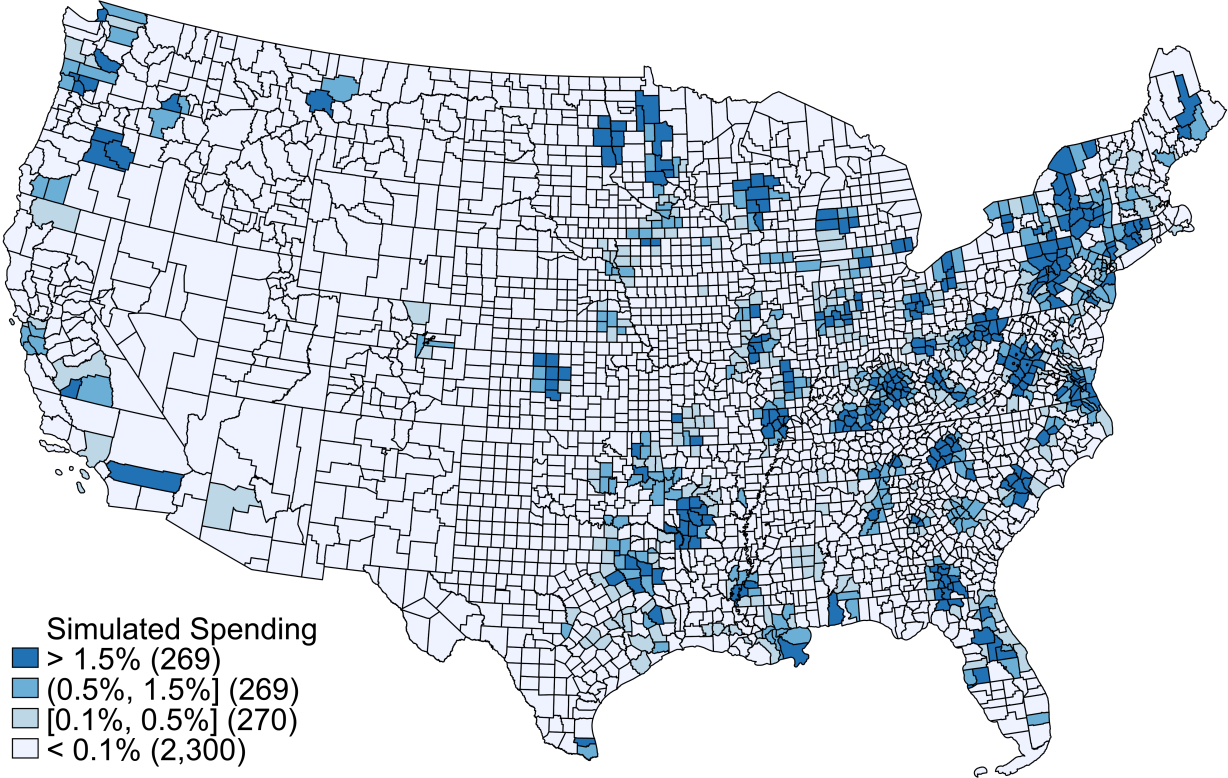 Simulated Spending
> 1.5% (269)
(0.5%, 1.5%] (269)
[0.1%, 0.5%] (270)
< 0.1% (2,300)